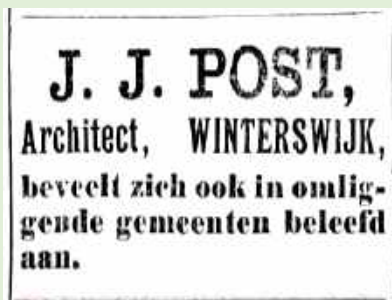 J. J. POST,
Architect, WINTERSWIJK,
beveelt zich ook in omlig-
gende gemeenten beleefd
aan.